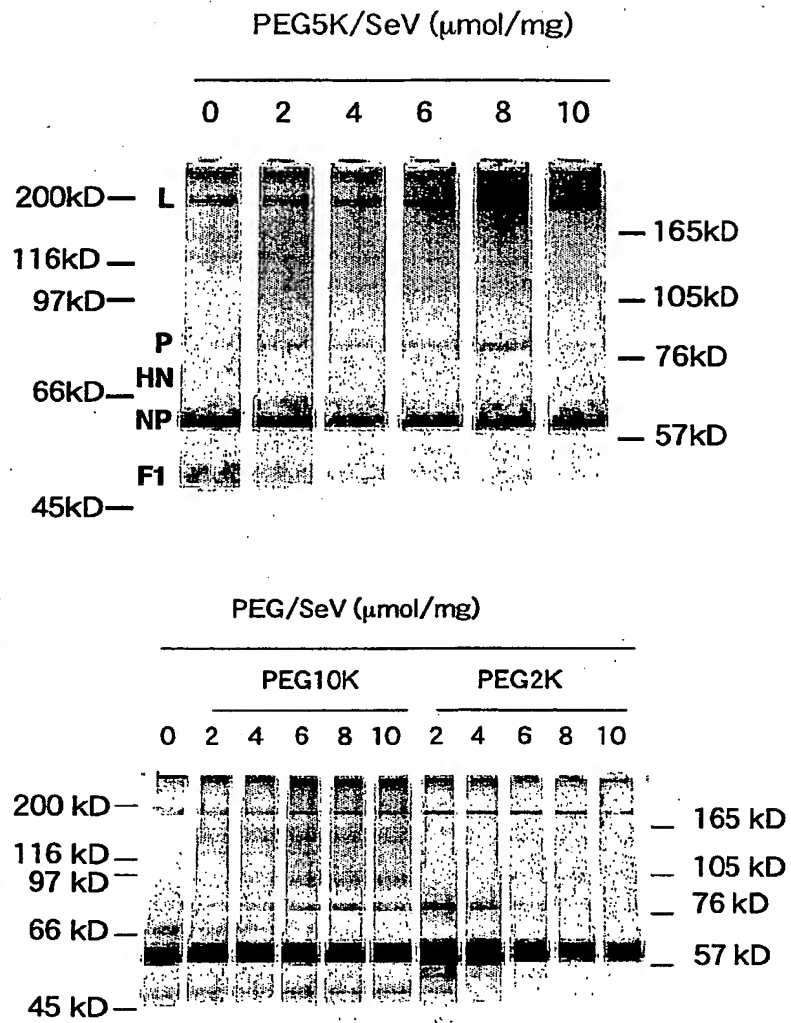 PEG5K/SeV (μmol/mg)
0 2 4 6 8 10
200kD L
165kD
116kD
97kD 105kD
P
76kD
HN
66kD
NP
57kD
F1
45kD
PEG/SeV (μmol/mg)
PEG10K PEG2K
0 2 4 6 8 10 2 4 6 8 10
200 kD
165 kD
116 kD
97 kD 105 kD
76 kD
66 kD
57 kD
45 kD